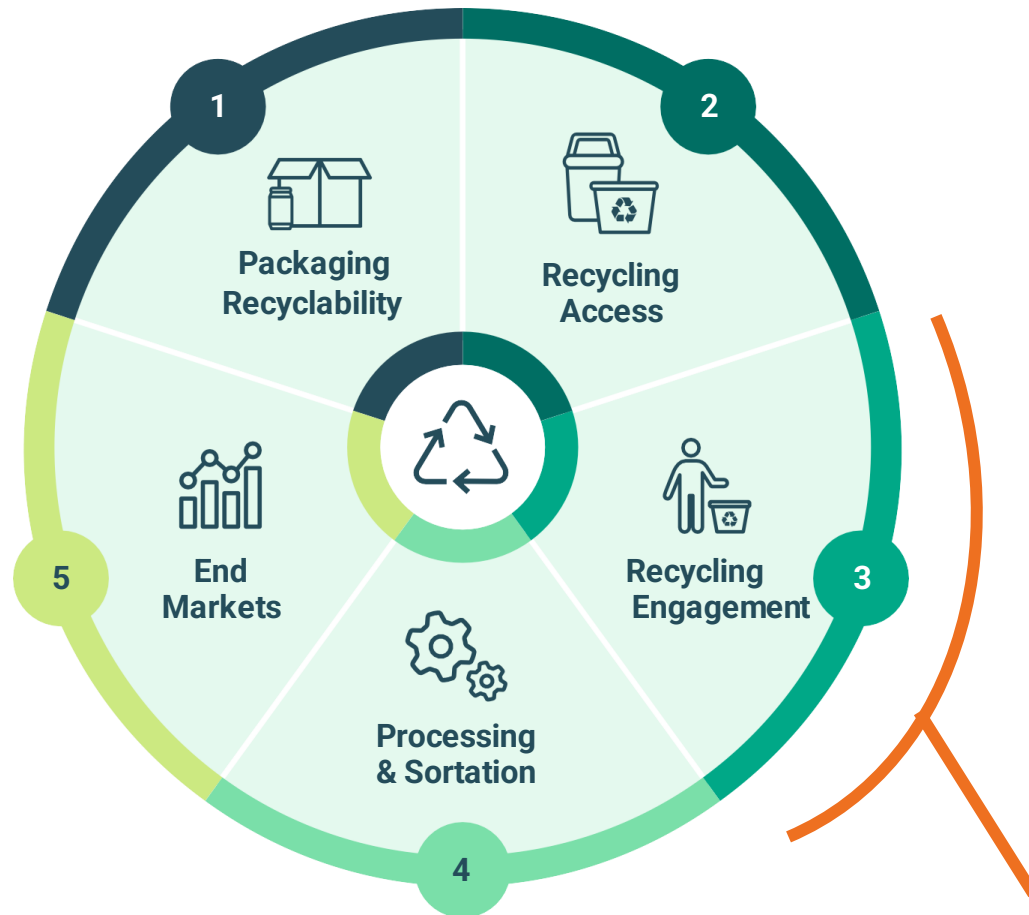 1
Packaging
Recyclability
2
Recycling
Access
3
Recycling
Engagement
4
Processing
& Sortation
5
End
Markets